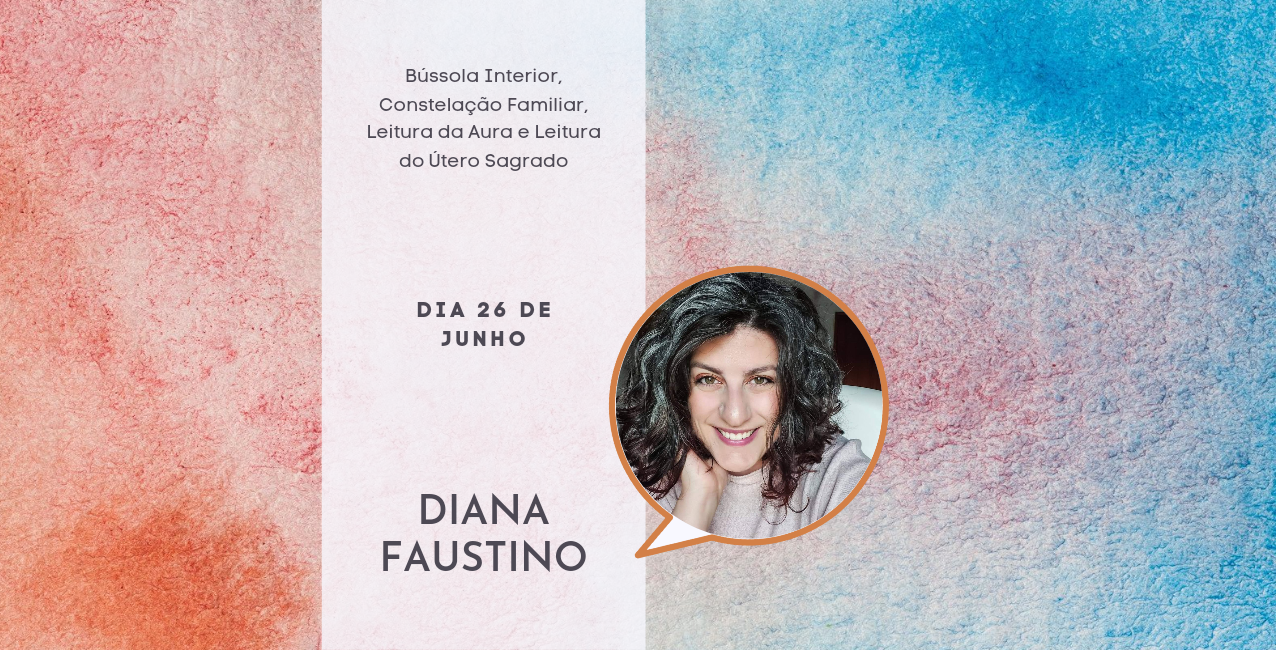 Bússola Interior,
Constelação Familiar,
Leitura da Aura e Leitura
do Útero Sagrado
DIA 26 DE
JUNHO
DIANA
FAUSTINO